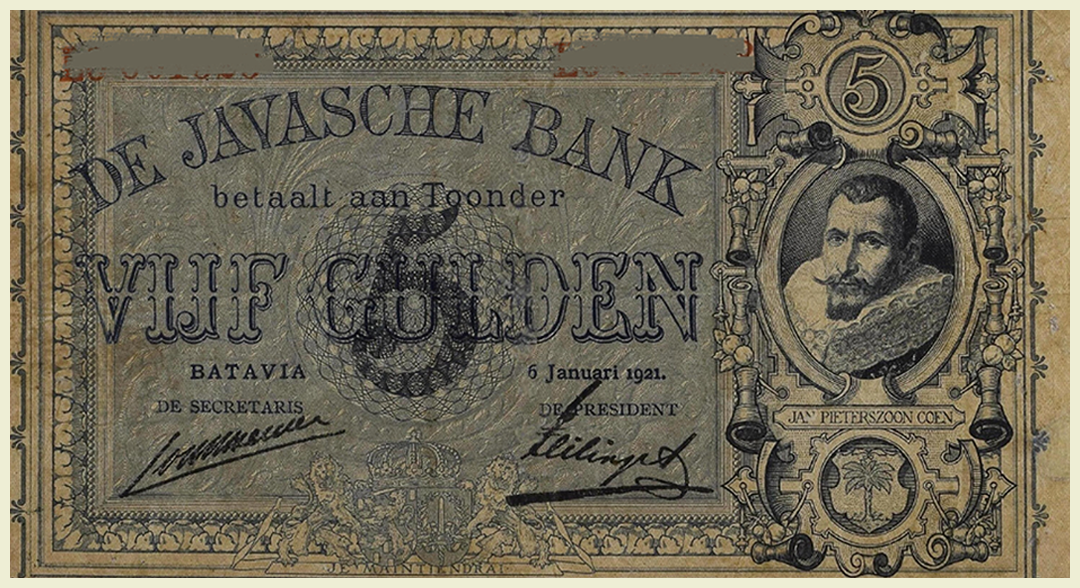 5
DE JAVASCHE BANK
betaalt aan Toonder
VIJF GULDEN
5
BATAVIA
6 Januari 1921.
DE SECRETARIS
DE PRESIDENT
JAN PIETERSZOON COEN
JE MAINTIENDRAI